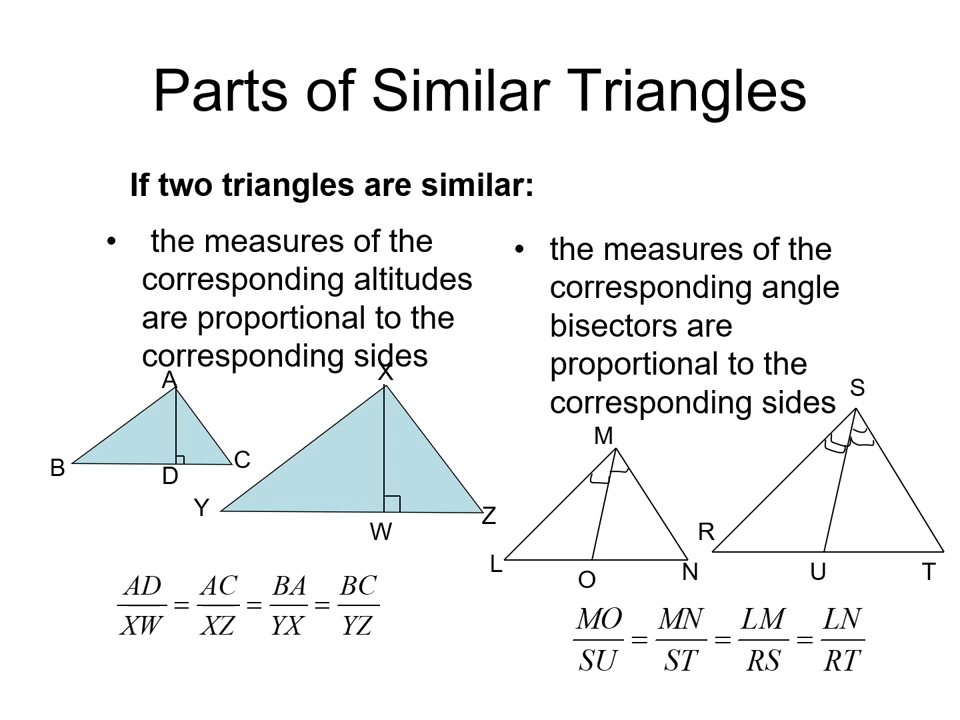 Parts of Similar Triangles
If two triangles are similar:
• the measures of the
corresponding altitudes
are proportional to the
corresponding sides
• the measures of the
corresponding angle
bisectors are
proportional to the
corresponding sides
A
B
D
C
X
Y
W
Z
M
L
O
N
S
R
U
T
AD/XW = AC/XZ = BA/YX = BC/YZ
MO/SU = MN/ST = LM/RS = LN/RT